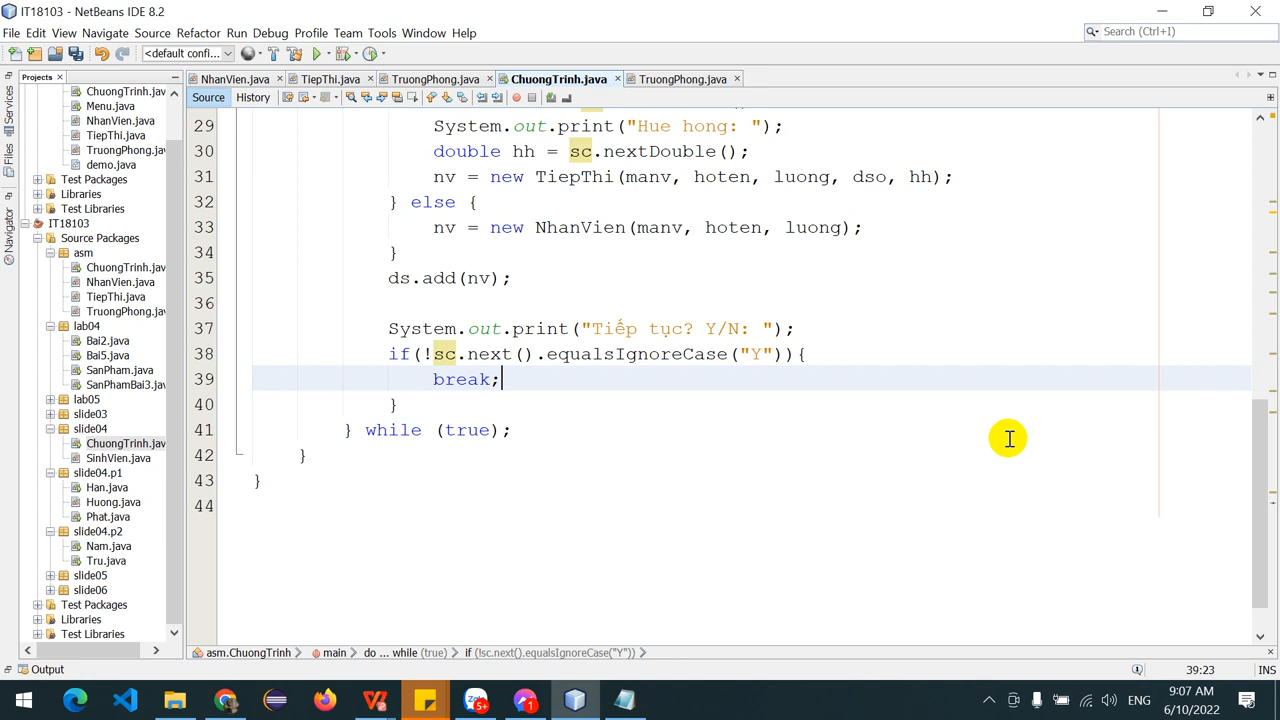 IT18103 - NetBeans IDE 8.2
File Edit View Navigate Source Refactor Run Debug Profile Team Tools Window Help
Search (Ctrl+I)
<default confi...
Projects
NhanVien.java TiepThi.java TruongPhong.java ChuongTrinh.java TruongPhong.java
Source History
Services
Files
Navigator
ChuongTrinh.jav
Menu.java
NhanVien.java
TiepThi.java
TruongPhong.jav
demo.java
Test Packages
Libraries
Test Libraries
IT18103
Source Packages
asm
ChuongTrinh.jav
NhanVien.java
TiepThi.java
TruongPhong.jav
lab04
Bai2.java
Bai5.java
SanPham.java
SanPhamBai3.jav
lab05
slide03
slide04
ChuongTrinh.jav
SinhVien.java
slide04.p1
Han.java
Huong.java
Phat.java
slide04.p2
Nam.java
Tru.java
slide05
slide06
Test Packages
Libraries
Test Libraries
29 System.out.print("Hue hong: ");
30 double hh = sc.nextDouble();
31 nv = new TiepThi(manv, hoten, luong, dso, hh);
32 } else {
33 nv = new NhanVien(manv, hoten, luong);
34 }
35 ds.add(nv);
36
37 System.out.print("Tiếp tục? Y/N: ");
38 if(!sc.next().equalsIgnoreCase("Y")){
39 break;
40 }
41 } while (true);
42 }
43 }
44
asm.ChuongTrinh main do ... while (true) if (!sc.next().equalsIgnoreCase("Y"))
Output
39:23 INS
5+
1
ENG
9:07 AM
6/10/2022